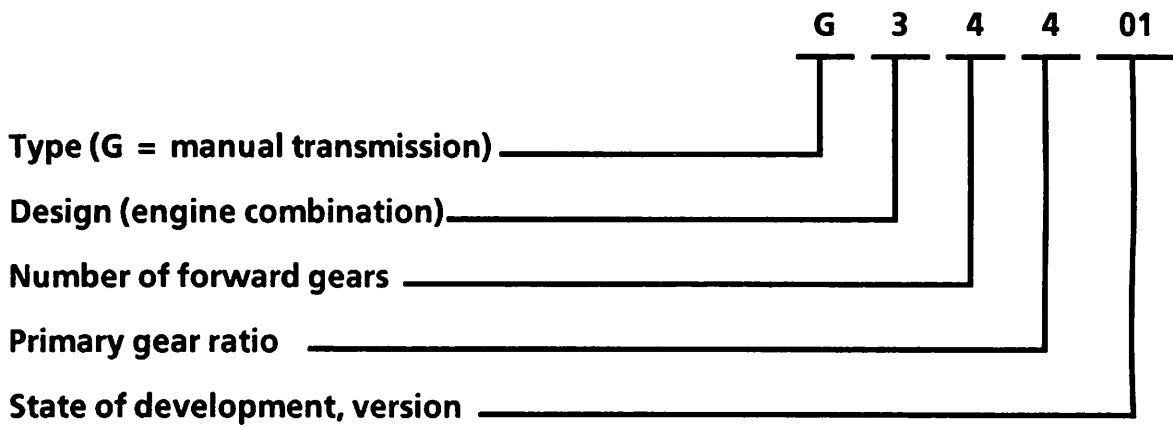 G 3 4 4 01
Type (G = manual transmission)
Design (engine combination)
Number of forward gears
Primary gear ratio
State of development, version